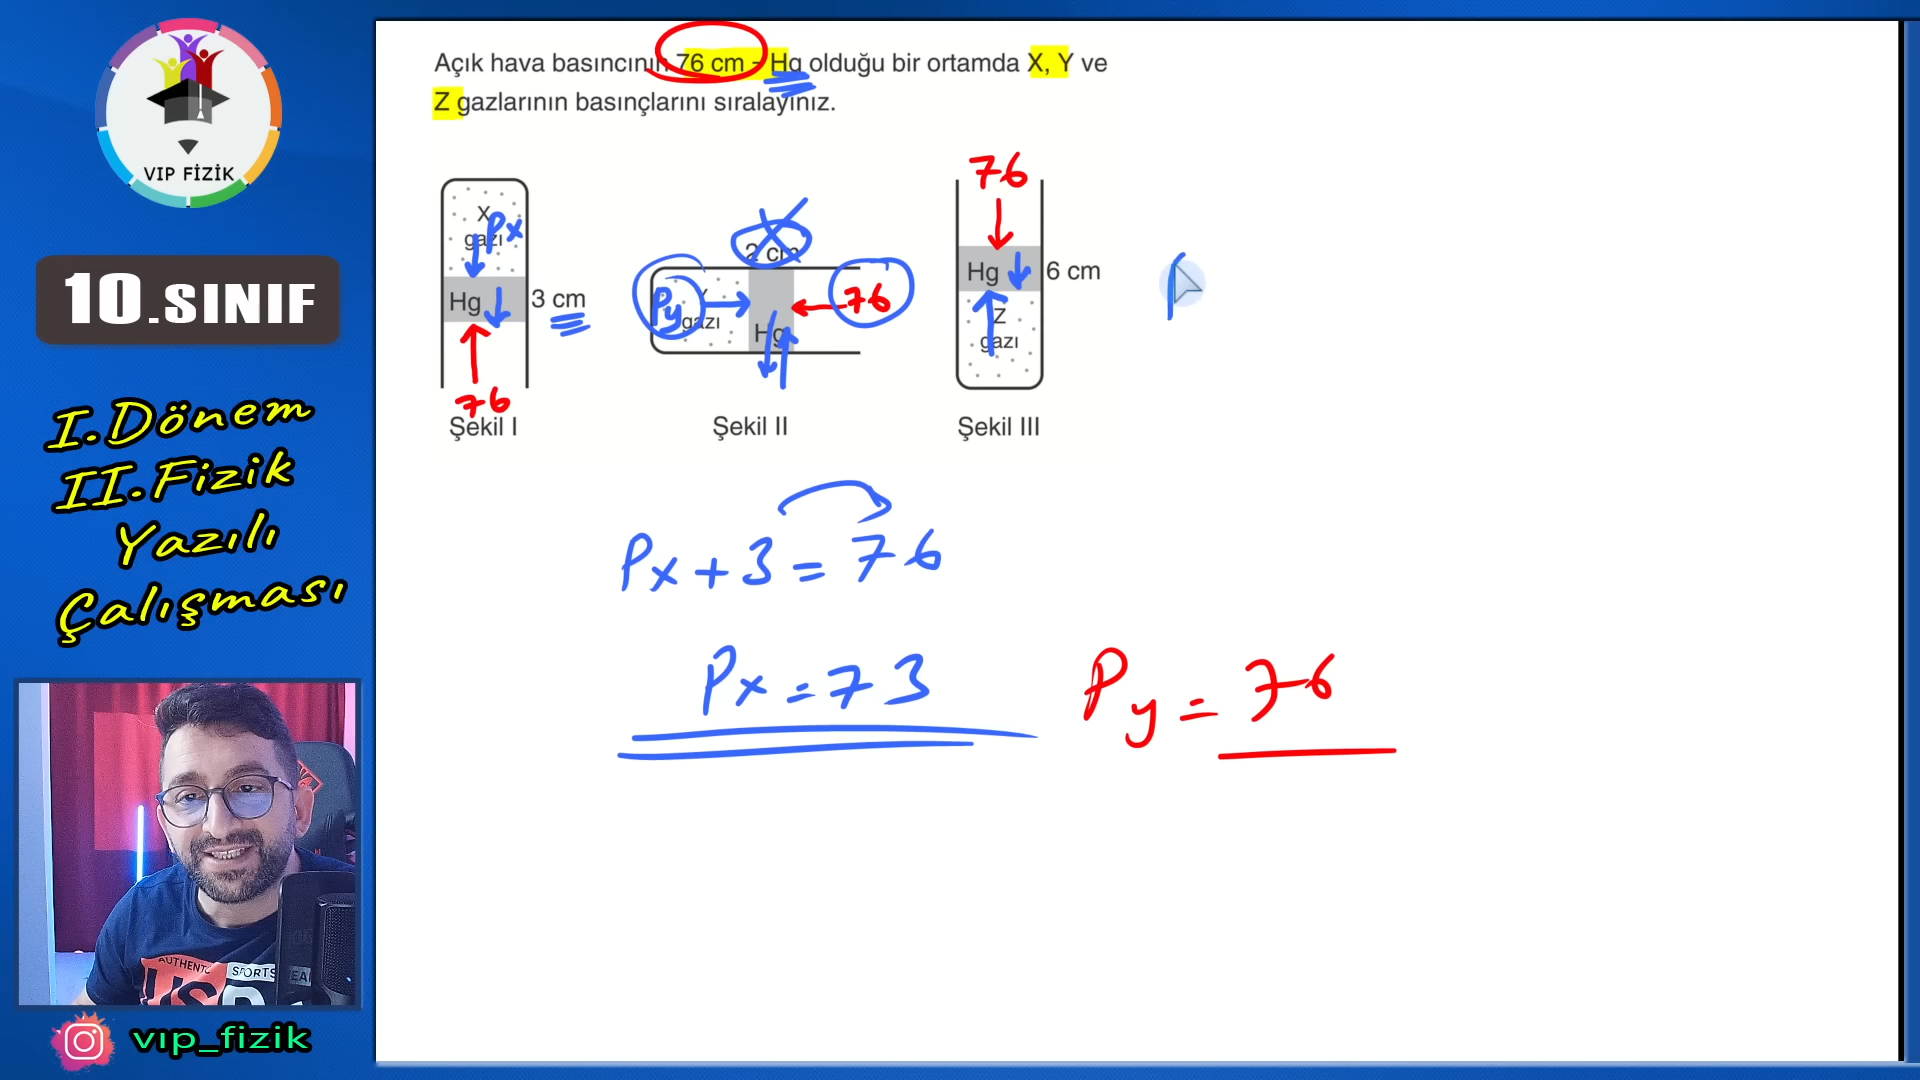 VIP FİZİK
10.SINIF
I.Dönem
II.Fizik
Yazılı
Çalışması
AUTHENTIC
SPORTS
vıp_fizik
Açık hava basıncının 76 cm - Hg olduğu bir ortamda X, Y ve
Z gazlarının basınçlarını sıralayınız.
X
gazı
Px
Hg
3 cm
76
Şekil I
2 cm
Py
gazı
Hg
76
Şekil II
76
Hg
6 cm
Z
gazı
Şekil III
Px + 3 = 76
Px = 73
Py = 76